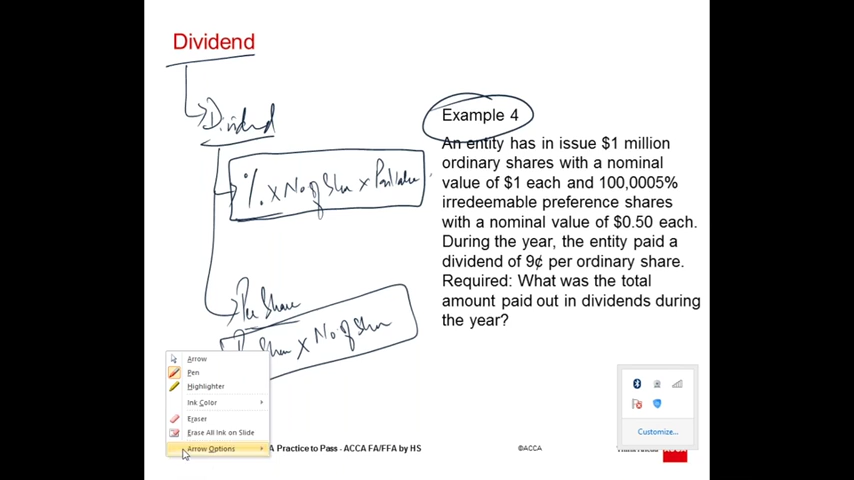 Dividend
Dividend
% x No of Share x Par Value
Per Share
Share x No of Share
Example 4
An entity has in issue $1 million
ordinary shares with a nominal
value of $1 each and 100,0005%
irredeemable preference shares
with a nominal value of $0.50 each.
During the year, the entity paid a
dividend of 9¢ per ordinary share.
Required: What was the total
amount paid out in dividends during
the year?
Arrow
Pen
Highlighter
Ink Color
Eraser
Erase All Ink on Slide
Arrow Options
A Practice to Pass - ACCA FA/FFA by HS
©ACCA
Customize...